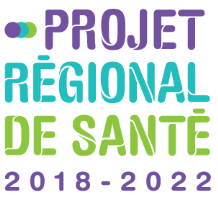 PROJET
RÉGIONAL
DE SANTÉ
2018-2022